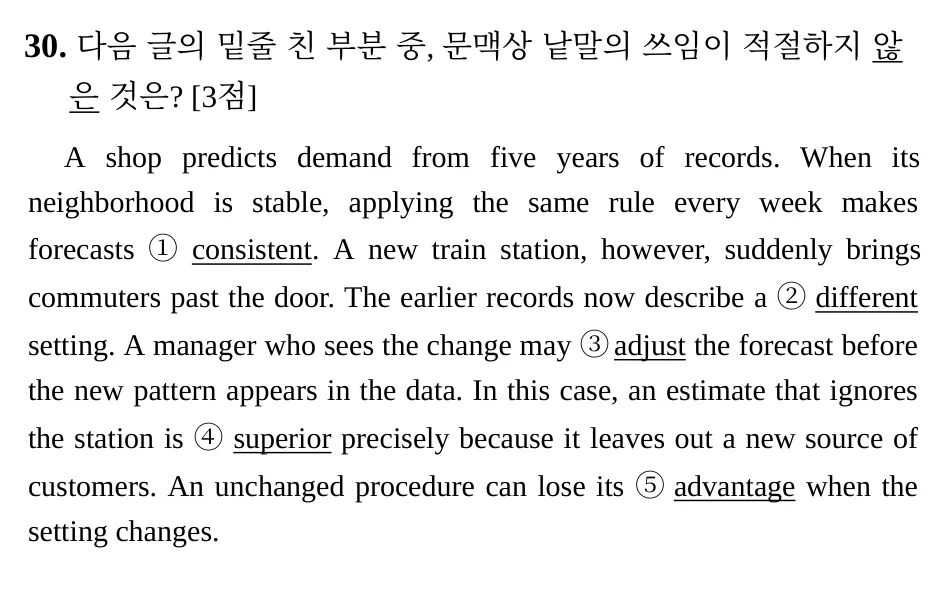 30. 다음 글의 밑줄 친 부분 중, 문맥상 낱말의 쓰임이 적절하지 않
은 것은? [3점]
A shop predicts demand from five years of records. When its
neighborhood is stable, applying the same rule every week makes
forecasts ① consistent. A new train station, however, suddenly brings
commuters past the door. The earlier records now describe a ② different
setting. A manager who sees the change may ③ adjust the forecast before
the new pattern appears in the data. In this case, an estimate that ignores
the station is ④ superior precisely because it leaves out a new source of
customers. An unchanged procedure can lose its ⑤ advantage when the
setting changes.